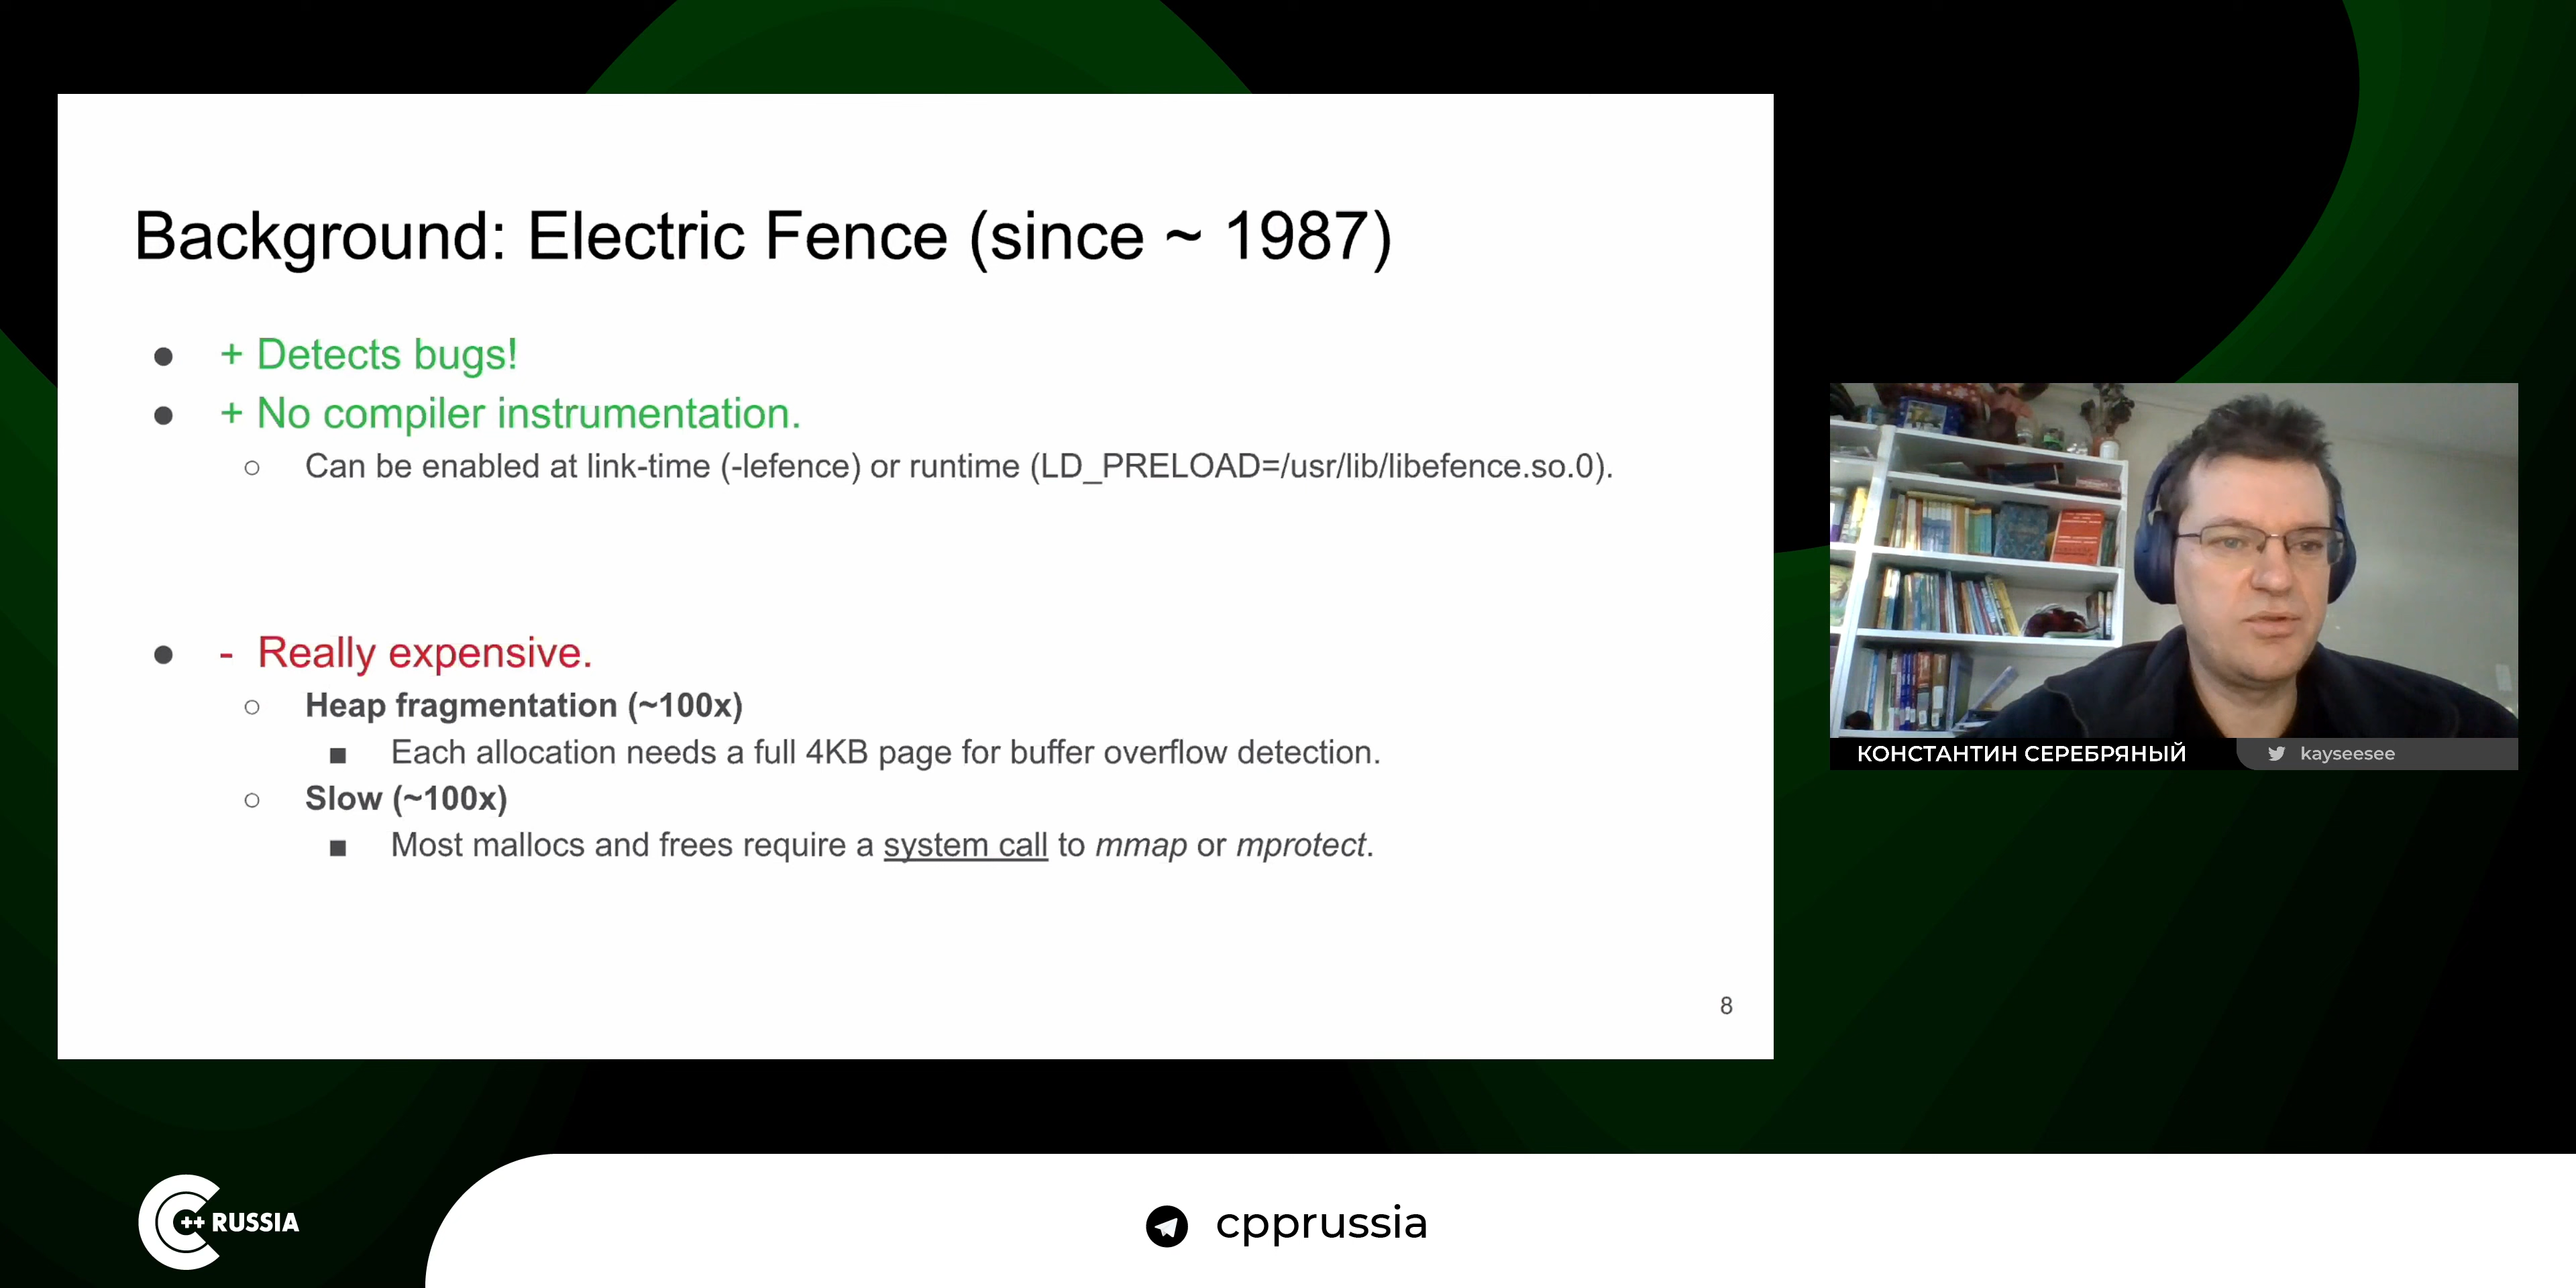 Background: Electric Fence (since ~ 1987)
● + Detects bugs!
● + No compiler instrumentation.
○ Can be enabled at link-time (-lefence) or runtime (LD_PRELOAD=/usr/lib/libefence.so.0).
● - Really expensive.
○ Heap fragmentation (~100x)
■ Each allocation needs a full 4KB page for buffer overflow detection.
○ Slow (~100x)
■ Most mallocs and frees require a system call to mmap or mprotect.
8
КОНСТАНТИН СЕРЕБРЯНЫЙ
kayseesee
C++ RUSSIA
cpprussia